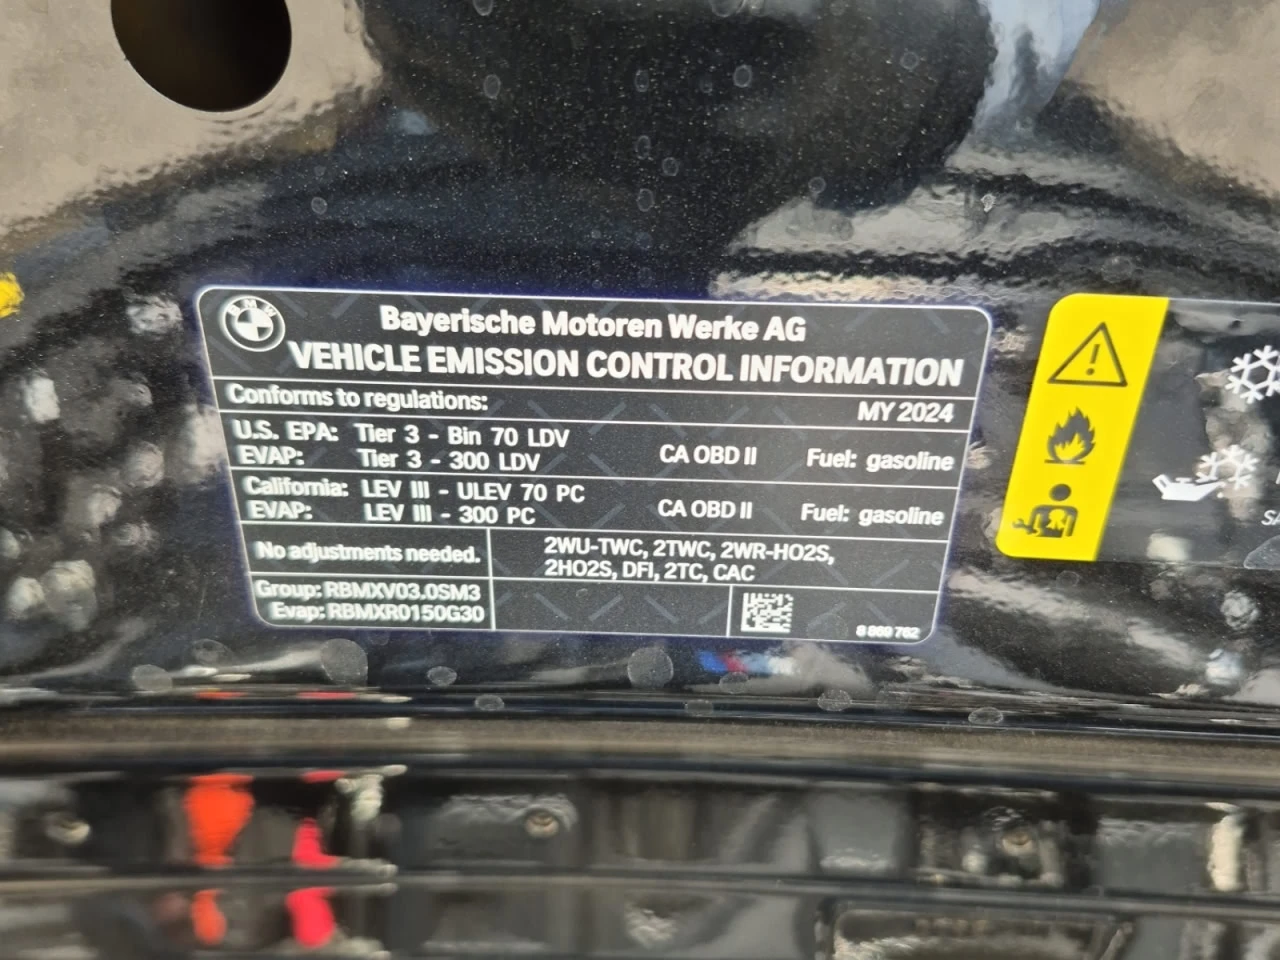 BMW
Bayerische Motoren Werke AG
VEHICLE EMISSION CONTROL INFORMATION
Conforms to regulations: MY 2024
U.S. EPA: Tier 3 - Bin 70 LDV CA OBD II Fuel: gasoline
EVAP: Tier 3 - 300 LDV
California: LEV III - ULEV 70 PC CA OBD II Fuel: gasoline
EVAP: LEV III - 300 PC
No adjustments needed. 2WU-TWC, 2TWC, 2WR-HO2S,
2HO2S, DFI, 2TC, CAC
Group: RBMXV03.0SM3
Evap: RBMXR0150G30
8 869 762